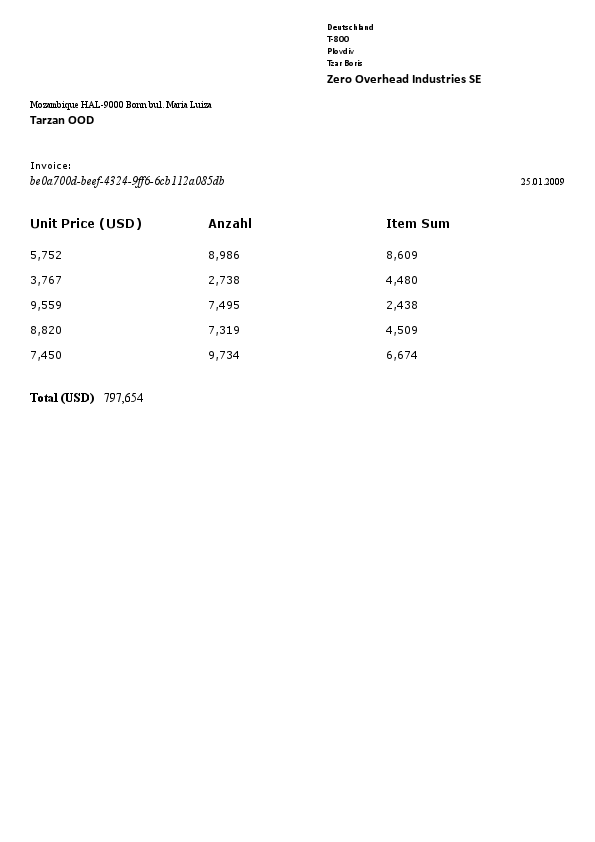 Deutschland
T-800
Plovdiv
Tzar Boris
Zero Overhead Industries SE
Mozambique HAL-9000 Bonn bul. Maria Luiza
Tarzan OOD
Invoice:
be0a700d-beef-4324-9ff6-6cb112a085db
25.01.2009
Unit Price (USD) Anzahl Item Sum
5,752 8,986 8,609
3,767 2,738 4,480
9,559 7,495 2,438
8,820 7,319 4,509
7,450 9,734 6,674
Total (USD) 797,654